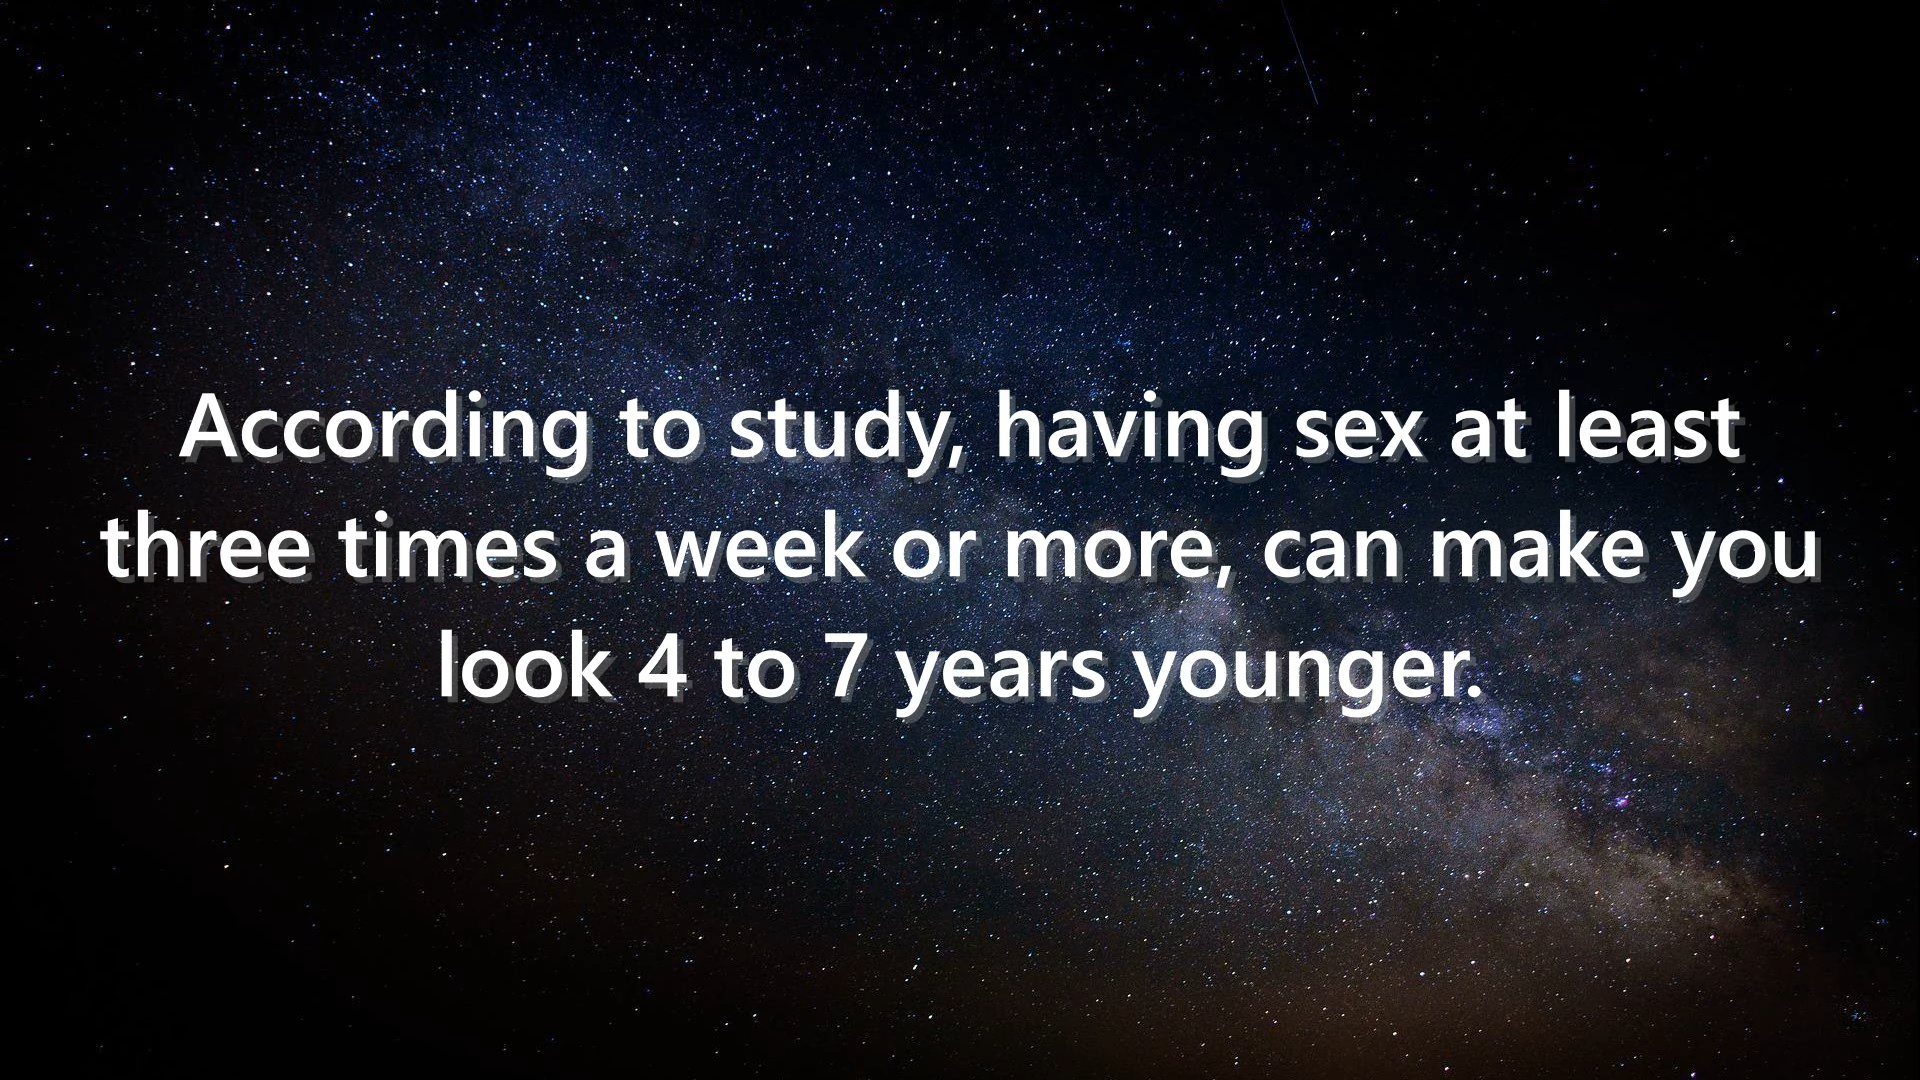 According to study, having sex at least
three times a week or more, can make you
look 4 to 7 years younger.